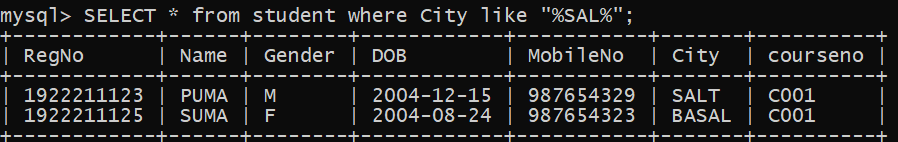 mysql> SELECT * from student where City like "%SAL%";
+------------+------+--------+------------+-----------+-------+----------+
| RegNo      | Name | Gender | DOB        | MobileNo  | City  | courseno |
+------------+------+--------+------------+-----------+-------+----------+
| 1922211123 | PUMA | M      | 2004-12-15 | 987654329 | SALT  | C001     |
| 1922211125 | SUMA | F      | 2004-08-24 | 987654323 | BASAL | C001     |
+------------+------+--------+------------+-----------+-------+----------+